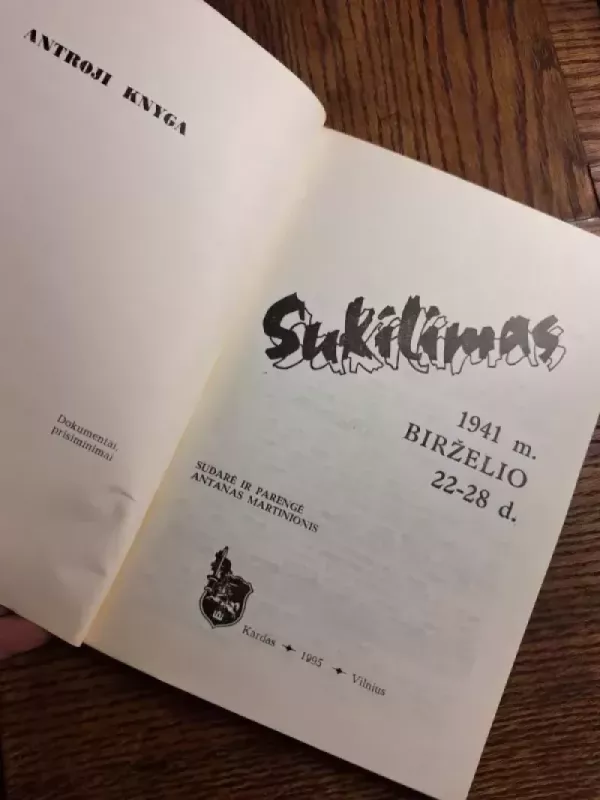 ANTROJI KNYGA
Dokumentai,
prisiminimai
Sukilimas
1941 m.
BIRŽELIO
22-28 d.
SUDARĖ IR PARENGĖ
ANTANAS MARTINIONIS
Kardas ✦ 1995 ✦ Vilnius